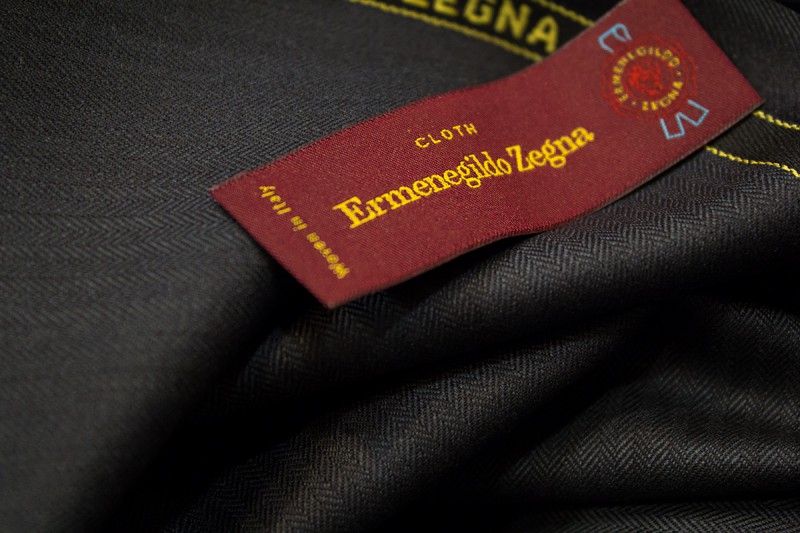 ZEGNA
CLOTH
Ermenegildo Zegna
Woven in Italy
ERMENEGILDO
ZEGNA
E